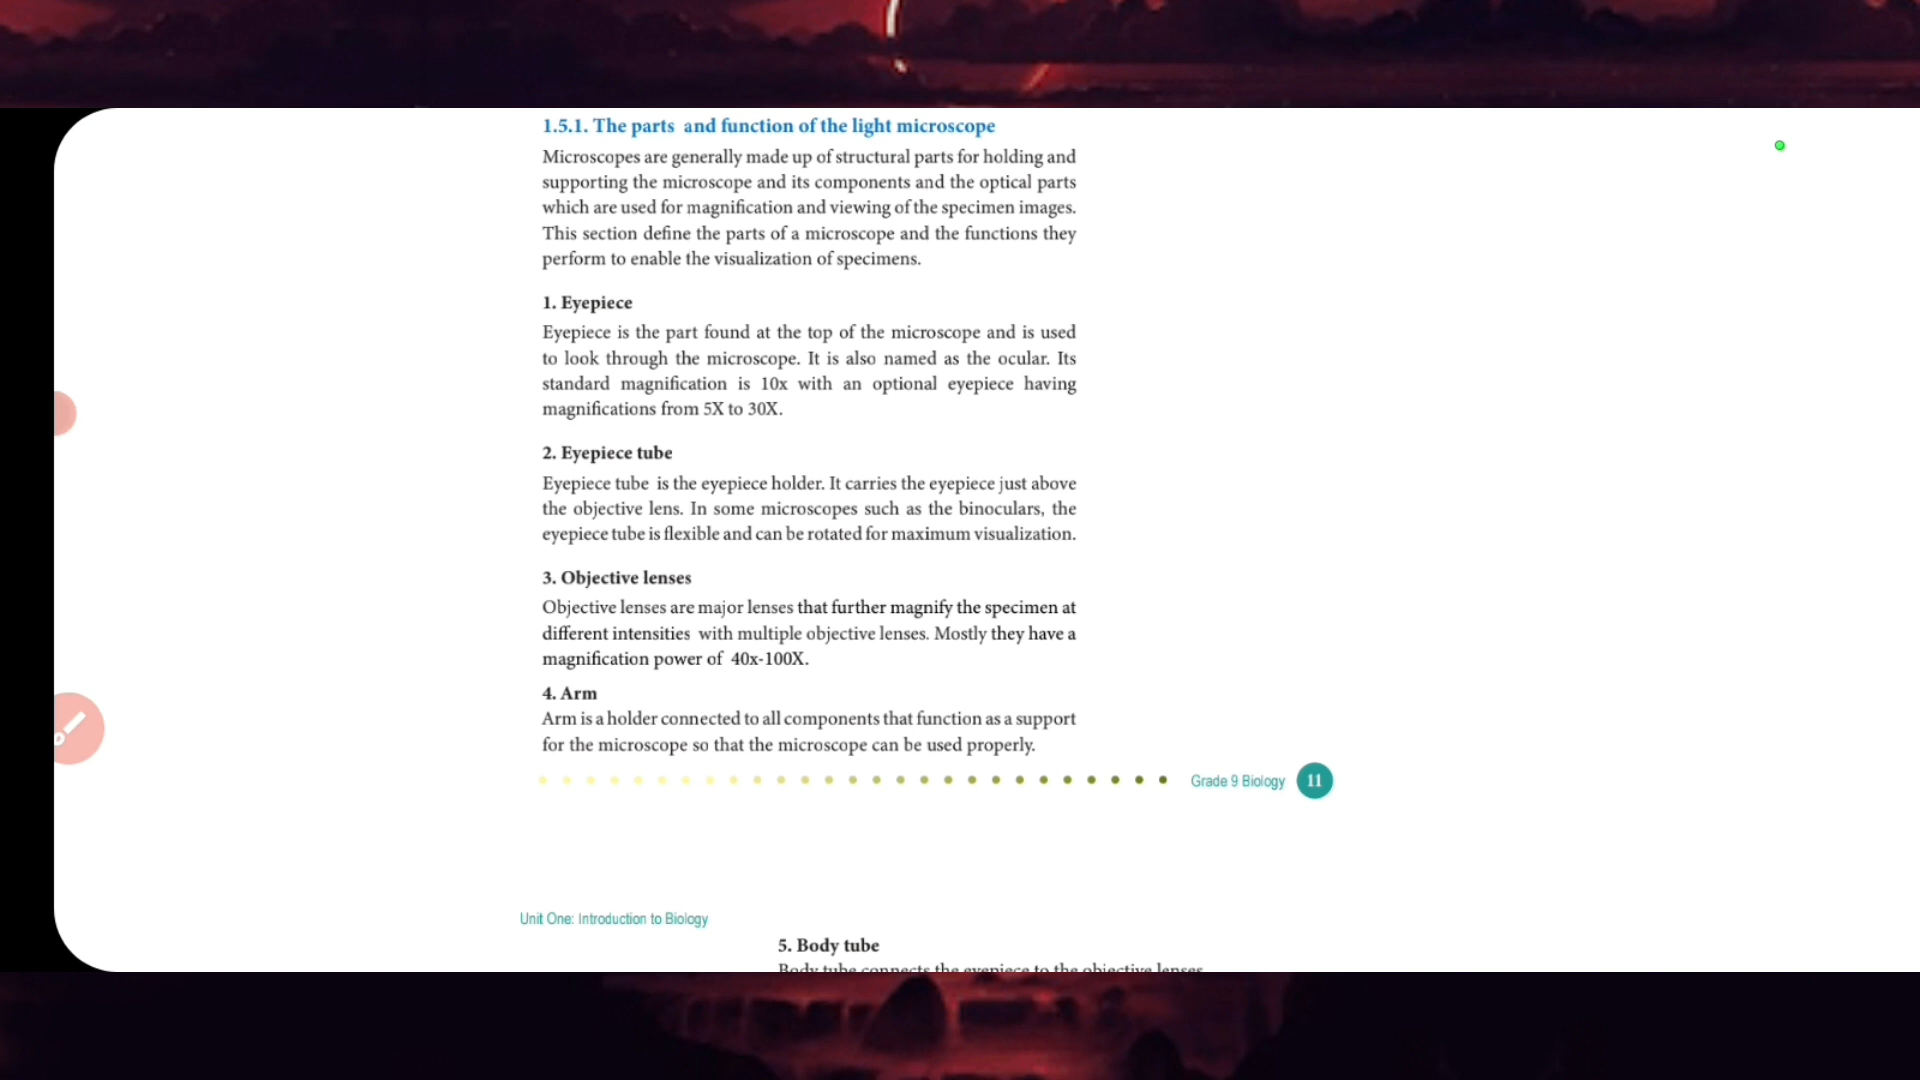 1.5.1. The parts and function of the light microscope
Microscopes are generally made up of structural parts for holding and
supporting the microscope and its components and the optical parts
which are used for magnification and viewing of the specimen images.
This section define the parts of a microscope and the functions they
perform to enable the visualization of specimens.
1. Eyepiece
Eyepiece is the part found at the top of the microscope and is used
to look through the microscope. It is also named as the ocular. Its
standard magnification is 10x with an optional eyepiece having
magnifications from 5X to 30X.
2. Eyepiece tube
Eyepiece tube is the eyepiece holder. It carries the eyepiece just above
the objective lens. In some microscopes such as the binoculars, the
eyepiece tube is flexible and can be rotated for maximum visualization.
3. Objective lenses
Objective lenses are major lenses that further magnify the specimen at
different intensities with multiple objective lenses. Mostly they have a
magnification power of 40x-100X.
4. Arm
Arm is a holder connected to all components that function as a support
for the microscope so that the microscope can be used properly.
Grade 9 Biology 11
Unit One: Introduction to Biology
5. Body tube
Body tube connects the eyepiece to the objective lenses